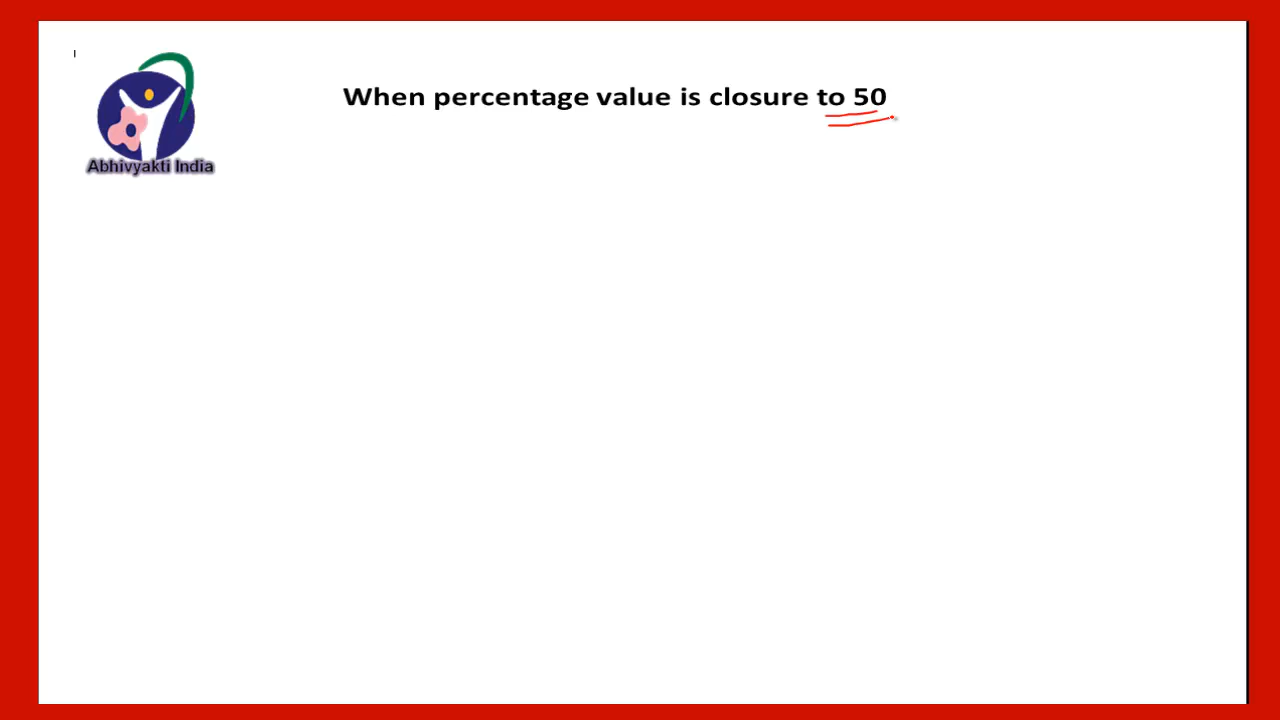 When percentage value is closure to 50
Abhivyakti India